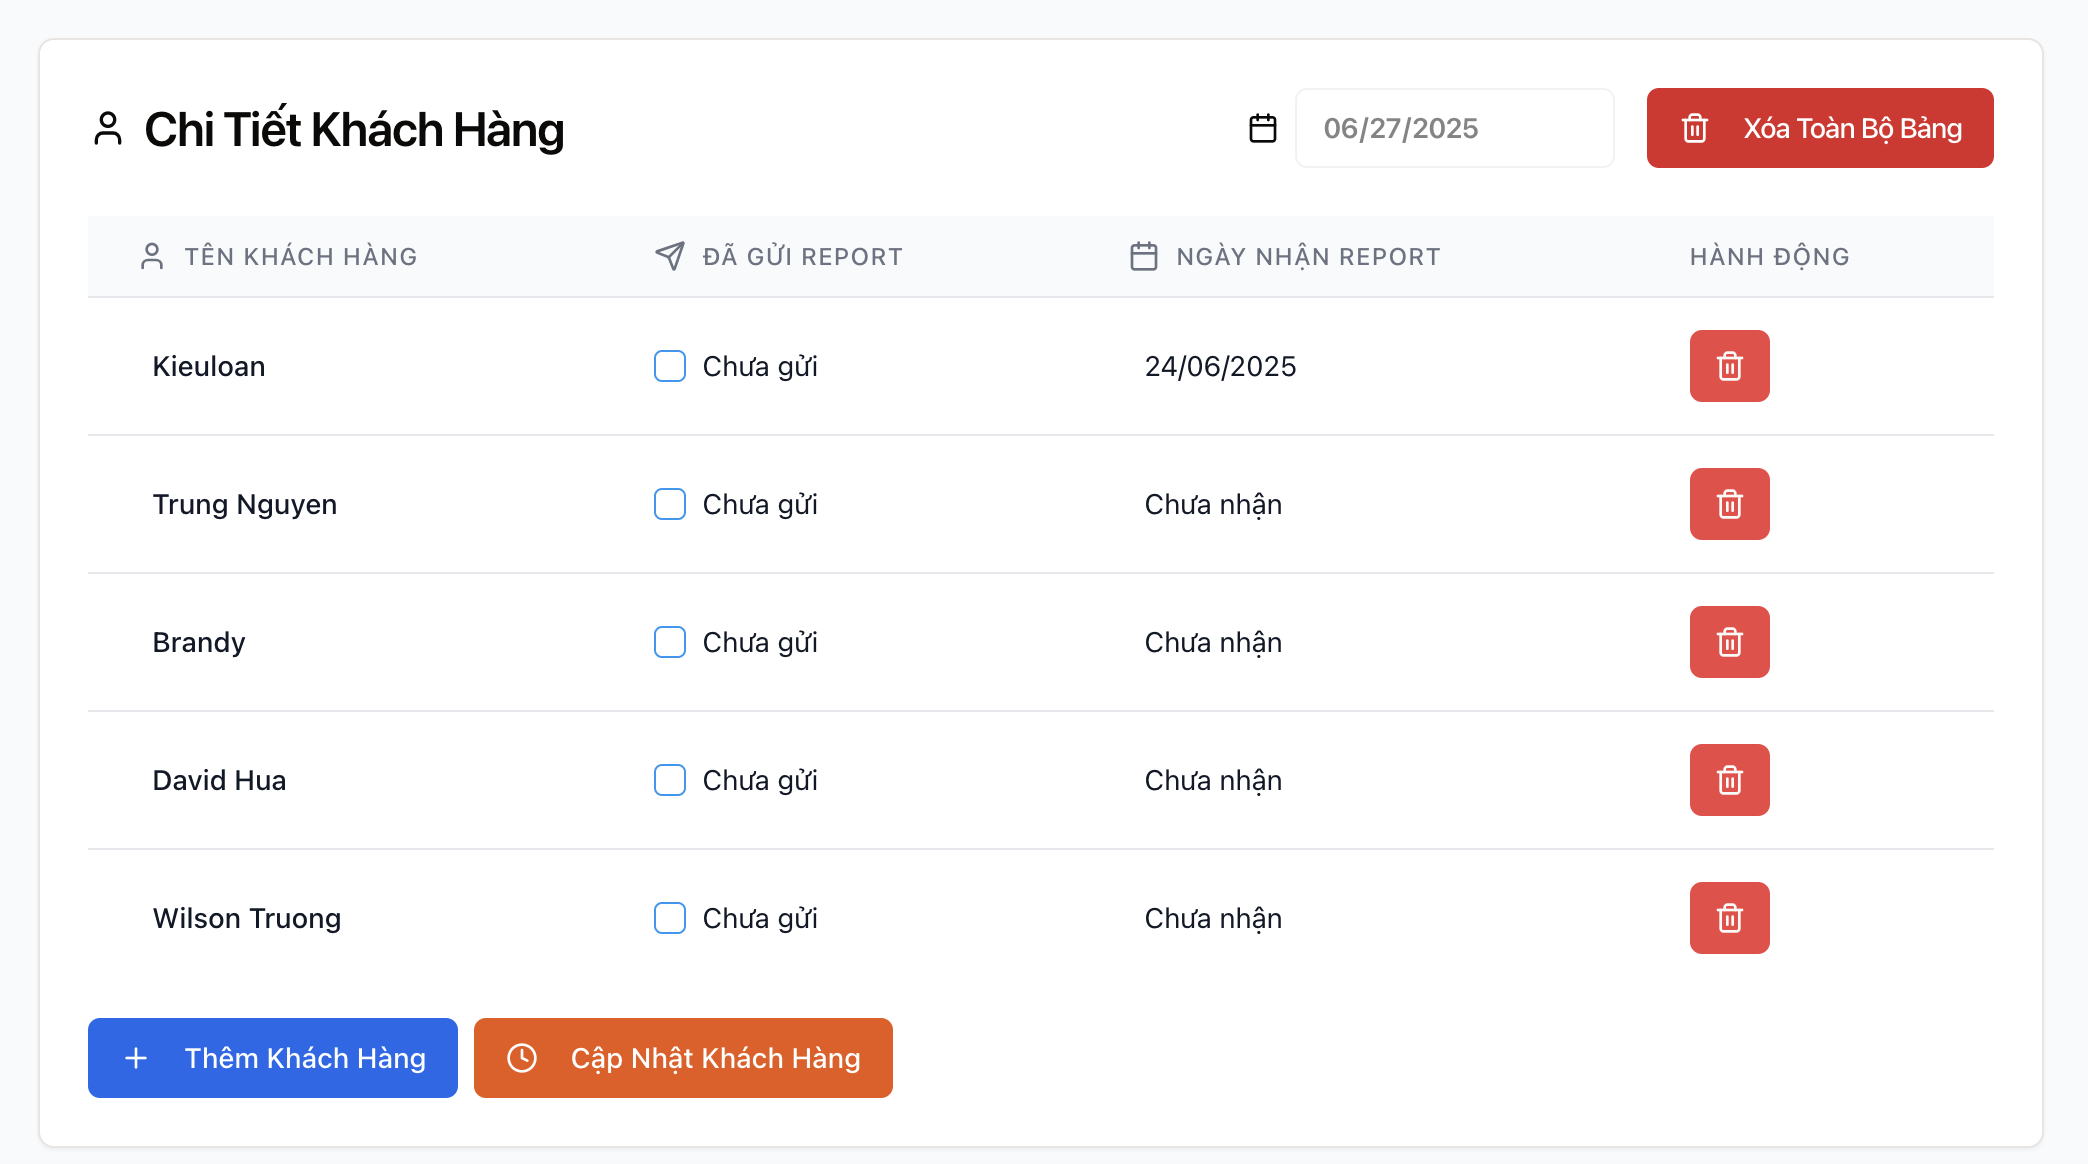 Chi Tiết Khách Hàng
06/27/2025
Xóa Toàn Bộ Bảng
TÊN KHÁCH HÀNG ĐÃ GỬI REPORT NGÀY NHẬN REPORT HÀNH ĐỘNG
Kieuloan Chưa gửi 24/06/2025
Trung Nguyen Chưa gửi Chưa nhận
Brandy Chưa gửi Chưa nhận
David Hua Chưa gửi Chưa nhận
Wilson Truong Chưa gửi Chưa nhận
Thêm Khách Hàng
Cập Nhật Khách Hàng